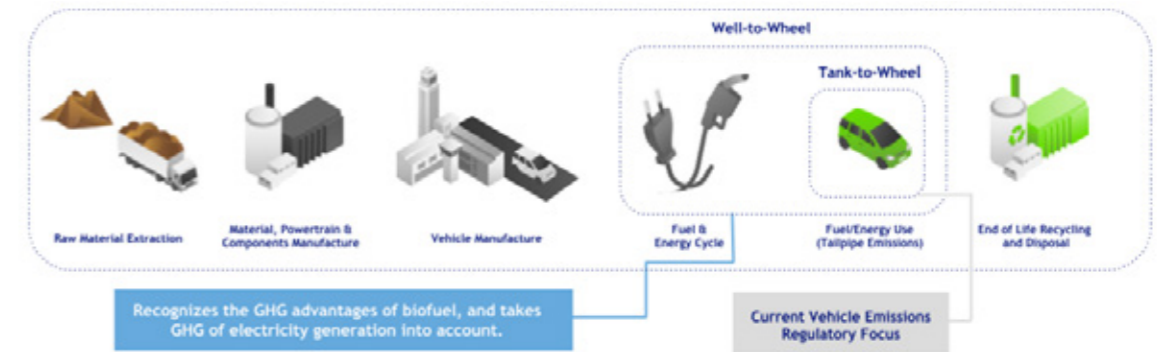 Well-to-Wheel
Tank-to-Wheel
Raw Material Extraction
Material, Powertrain &
Components Manufacture
Vehicle Manufacture
Fuel &
Energy Cycle
Fuel/Energy Use
(Tailpipe Emissions)
End of Life Recycling
and Disposal
Recognizes the GHG advantages of biofuel, and takes
GHG of electricity generation into account.
Current Vehicle Emissions
Regulatory Focus